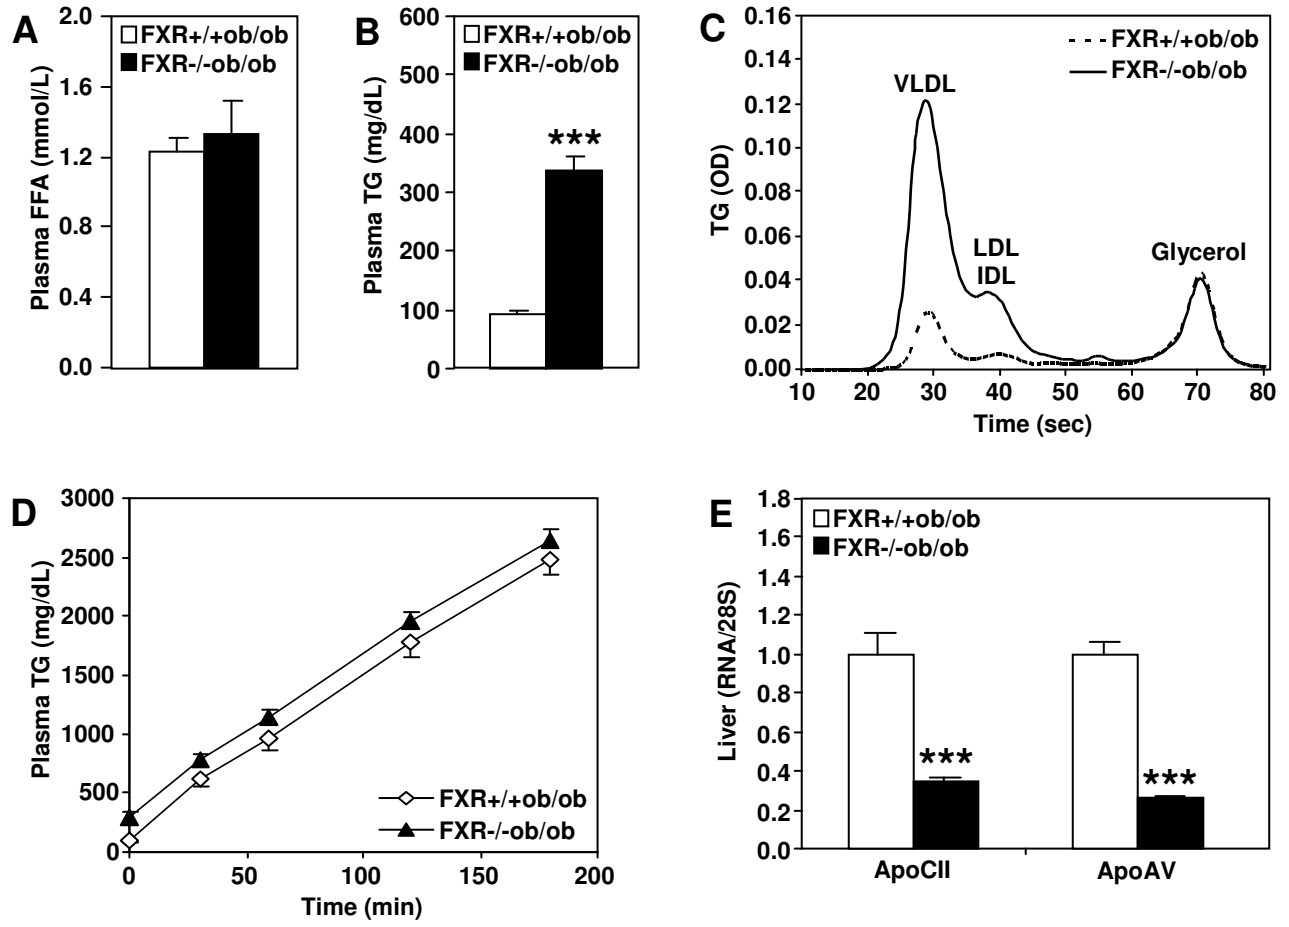 A
FXR+/+ob/ob
FXR-/-ob/ob
Plasma FFA (mmol/L)
2.0
1.6
1.2
0.8
0.4
0.0
B
FXR+/+ob/ob
FXR-/-ob/ob
Plasma TG (mg/dL)
600
500
400
300
200
100
0
***
C
FXR+/+ob/ob
FXR-/-ob/ob
TG (OD)
0.16
0.14
0.12
0.10
0.08
0.06
0.04
0.02
0.00
VLDL
LDL
IDL
Glycerol
10 20 30 40 50 60 70 80
Time (sec)
D
Plasma TG (mg/dL)
3000
2500
2000
1500
1000
500
0
FXR+/+ob/ob
FXR-/-ob/ob
0 50 100 150 200
Time (min)
E
FXR+/+ob/ob
FXR-/-ob/ob
Liver (RNA/28S)
1.8
1.6
1.4
1.2
1.0
0.8
0.6
0.4
0.2
0.0
***
***
ApoCII ApoAV